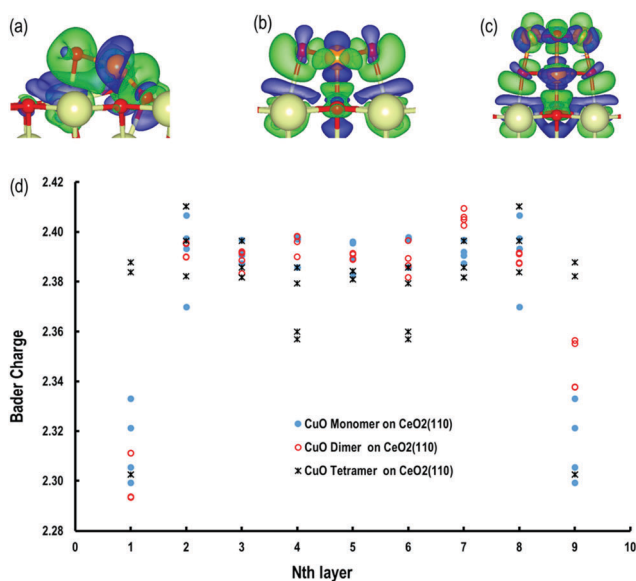 (a)
(b)
(c)
(d)
2.42
2.40
2.38
2.36
2.34
2.32
2.30
2.28
Bader Charge
CuO Monomer on CeO2(110)
CuO Dimer on CeO2(110)
CuO Tetramer on CeO2(110)
0 1 2 3 4 5 6 7 8 9 10
Nth layer